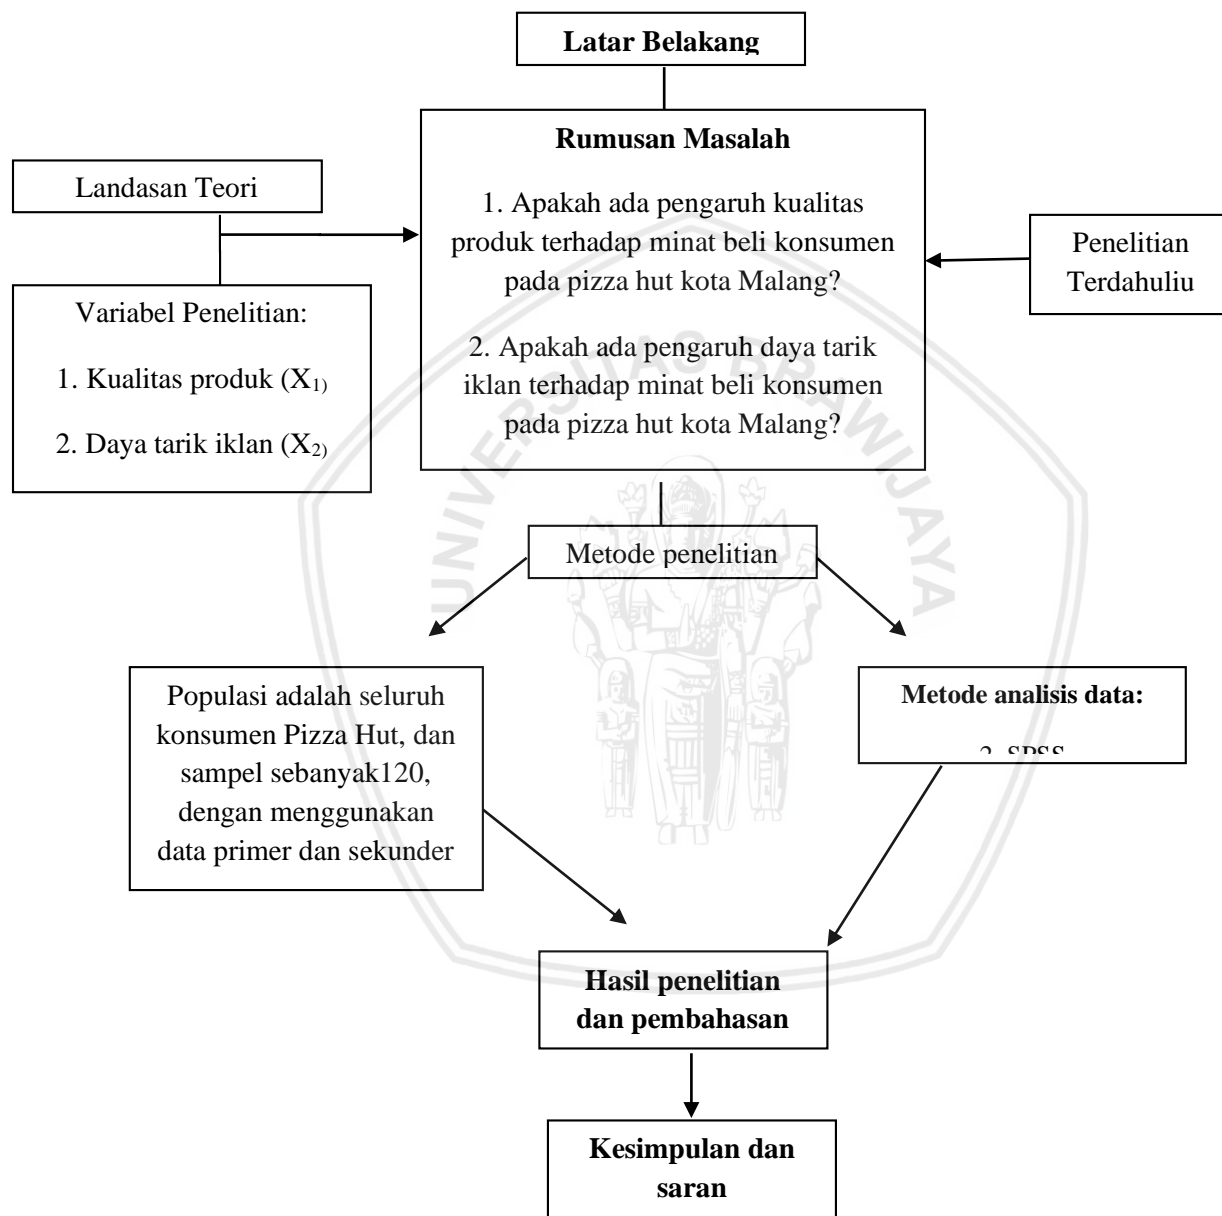 Latar Belakang
Rumusan Masalah
1. Apakah ada pengaruh kualitas
produk terhadap minat beli konsumen
pada pizza hut kota Malang?
2. Apakah ada pengaruh daya tarik
iklan terhadap minat beli konsumen
pada pizza hut kota Malang?
Landasan Teori
Variabel Penelitian:
1. Kualitas produk (X1)
2. Daya tarik iklan (X2)
Penelitian
Terdahuliu
Metode penelitian
Populasi adalah seluruh
konsumen Pizza Hut, dan
sampel sebanyak120,
dengan menggunakan
data primer dan sekunder
Metode analisis data:
2. SPSS
Hasil penelitian
dan pembahasan
Kesimpulan dan
saran
UNIVERSITAS BRAWIJAYA